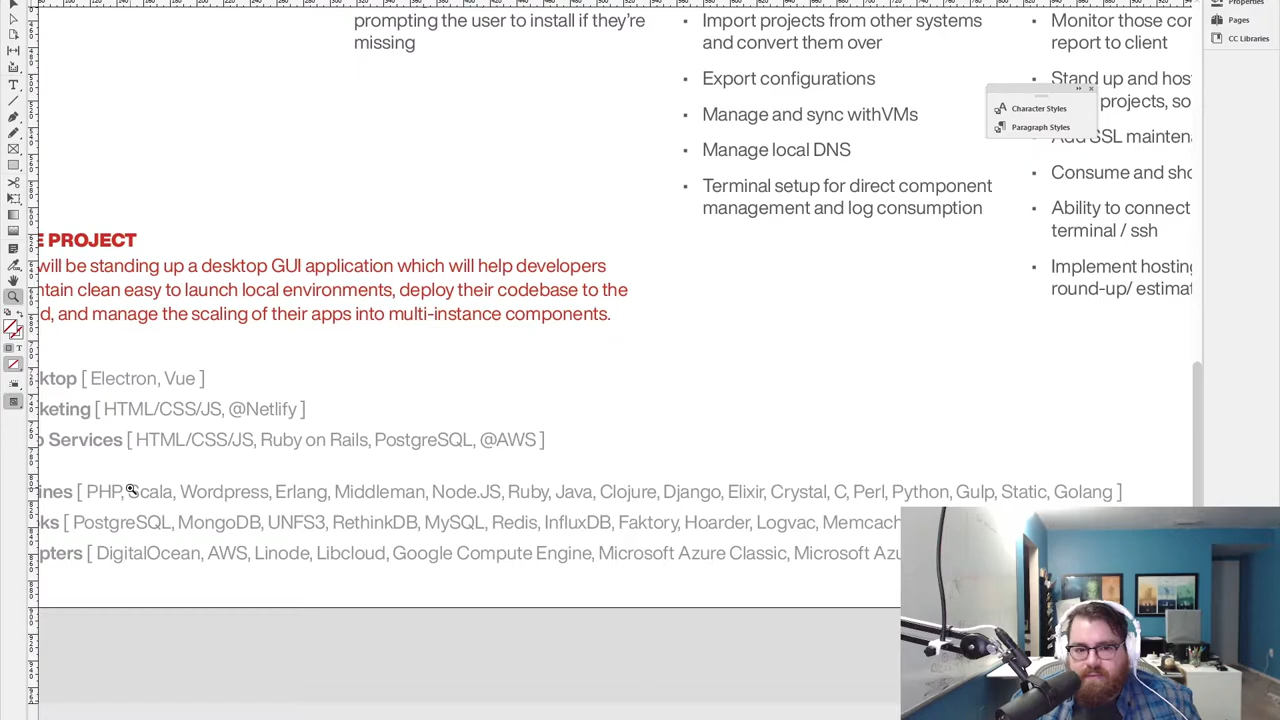 prompting the user to install if they're
missing
Import projects from other systems
and convert them over
Export configurations
Manage and sync withVMs
Manage local DNS
Terminal setup for direct component
management and log consumption
Monitor those cor
report to client
Stand up and hos
projects, so
Add SSL mainten
Consume and sho
Ability to connect
terminal / ssh
Implement hosting
round-up/ estimat
Properties
Pages
CC Libraries
Character Styles
Paragraph Styles
E PROJECT
will be standing up a desktop GUI application which will help developers
ntain clean easy to launch local environments, deploy their codebase to the
d, and manage the scaling of their apps into multi-instance components.
ktop [ Electron, Vue ]
keting [ HTML/CSS/JS, @Netlify ]
o Services [ HTML/CSS/JS, Ruby on Rails, PostgreSQL, @AWS ]
ines [ PHP, Scala, Wordpress, Erlang, Middleman, Node.JS, Ruby, Java, Clojure, Django, Elixir, Crystal, C, Perl, Python, Gulp, Static, Golang ]
ks [ PostgreSQL, MongoDB, UNFS3, RethinkDB, MySQL, Redis, InfluxDB, Faktory, Hoarder, Logvac, Memcach
pters [ DigitalOcean, AWS, Linode, Libcloud, Google Compute Engine, Microsoft Azure Classic, Microsoft Azu